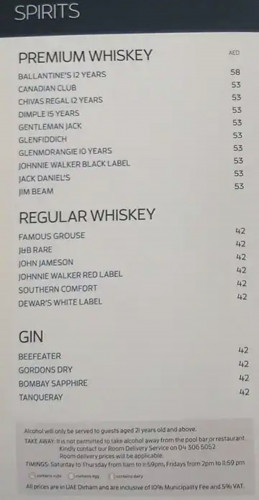 SPIRITS
PREMIUM WHISKEY AED
BALLANTINE'S 12 YEARS 58
CANADIAN CLUB 53
CHIVAS REGAL 12 YEARS 53
DIMPLE 15 YEARS 53
GENTLEMAN JACK 53
GLENFIDDICH 53
GLENMORANGIE 10 YEARS 53
JOHNNIE WALKER BLACK LABEL 53
JACK DANIEL'S 53
JIM BEAM 53
REGULAR WHISKEY
FAMOUS GROUSE 42
J&B RARE 42
JOHN JAMESON 42
JOHNNIE WALKER RED LABEL 42
SOUTHERN COMFORT 42
DEWAR'S WHITE LABEL 42
GIN
BEEFEATER 42
GORDONS DRY 42
BOMBAY SAPPHIRE 42
TANQUERAY 42
Alcohol will only be served to guests aged 21 years old and above.
TAKE AWAY: It is not permitted to take alcohol away from the pool bar or restaurant.
Kindly contact our Room Delivery Service on 04 506 5052
Room delivery prices will be applicable.
TIMINGS: Saturday to Thursday from 11am to 11:59pm, Fridays from 2pm to 11:59 pm
All prices are in UAE Dirham and are inclusive of 10% Municipality Fee and 5% VAT.